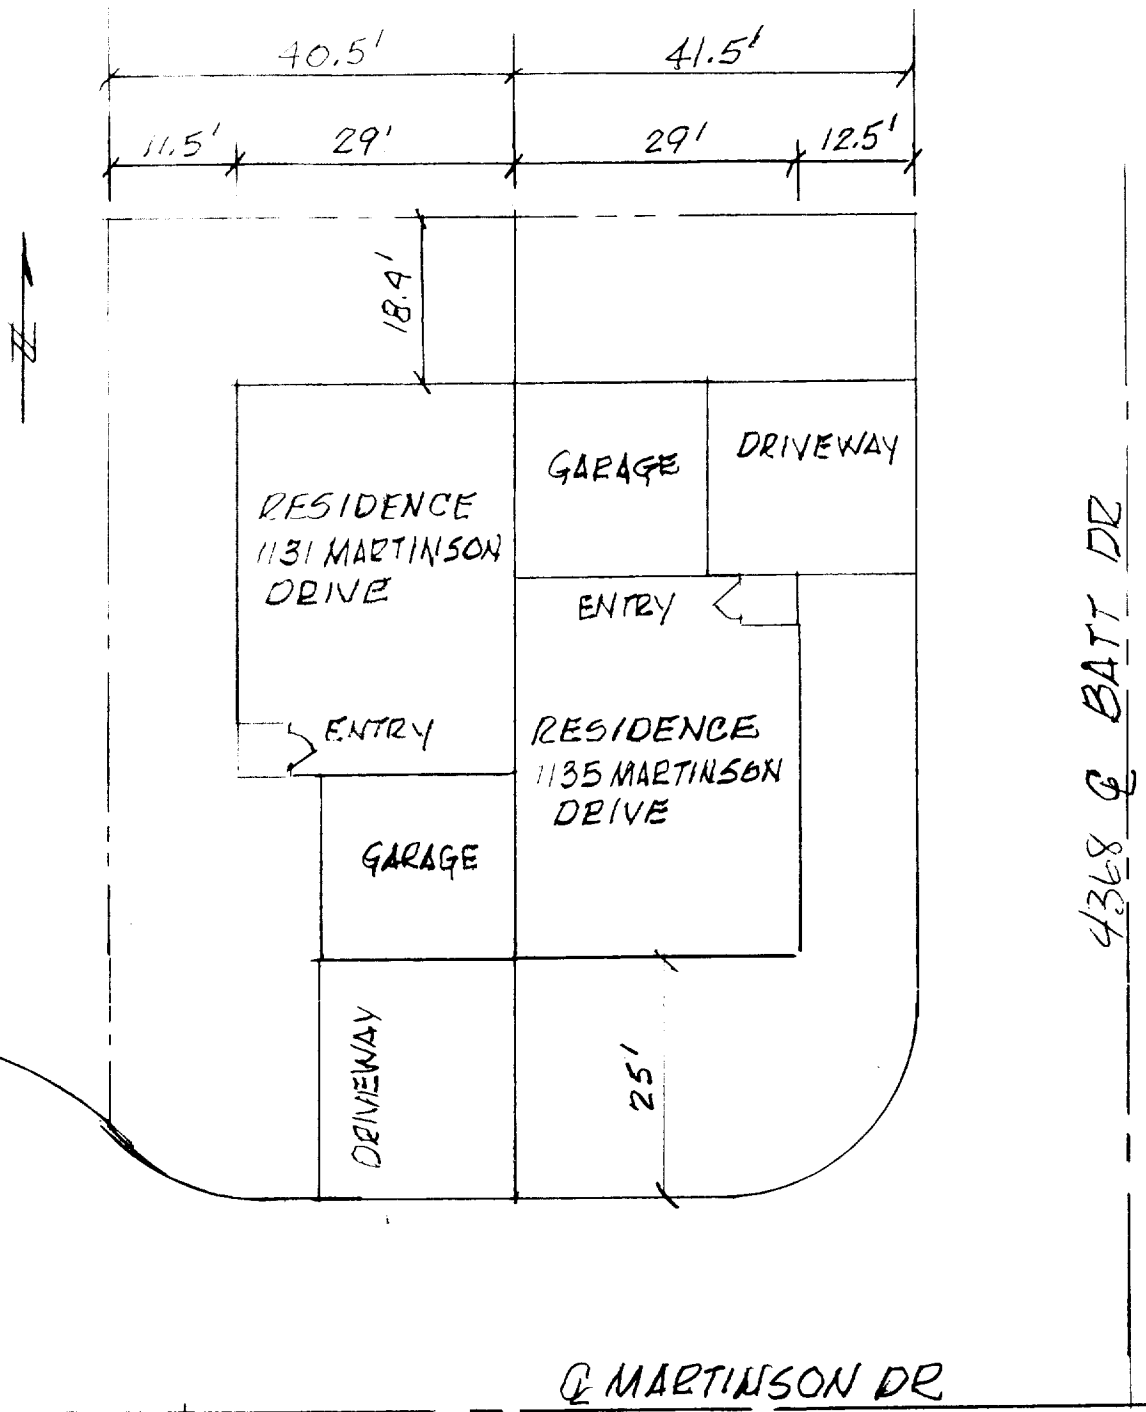 40.5'
41.5'
11.5'
29'
29'
12.5'
18.4'
N
GARAGE
DRIVEWAY
RESIDENCE
1131 MARTINSON
DRIVE
ENTRY
ENTRY
RESIDENCE
1135 MARTINSON
DRIVE
GARAGE
DRIVEWAY
25'
4368 ℄ BATT DR
℄ MARTINSON DR